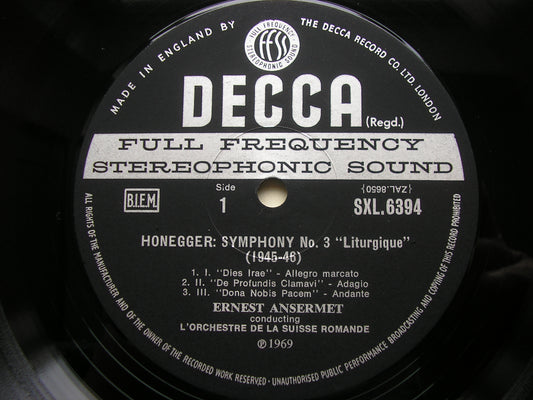 MADE IN ENGLAND BY
THE DECCA RECORD CO. LTD. LONDON
FULL FREQUENCY
FFSS
STEREOPHONIC SOUND
DECCA (Regd.)
FULL FREQUENCY
STEREOPHONIC SOUND
B.I.E.M.
Side
1
{ZAL.8650}
SXL.6394
HONEGGER: SYMPHONY No. 3 "Liturgique"
(1945-46)
1. I. "Dies Irae" - Allegro marcato
2. II. "De Profundis Clamavi" - Adagio
3. III. "Dona Nobis Pacem" - Andante
ERNEST ANSERMET
conducting
L'ORCHESTRE DE LA SUISSE ROMANDE
℗ 1969
ALL RIGHTS OF THE MANUFACTURER AND OF THE OWNER OF THE RECORDED WORK RESERVED · UNAUTHORISED PUBLIC PERFORMANCE BROADCASTING AND COPYING OF THIS RECORD PROHIBITED